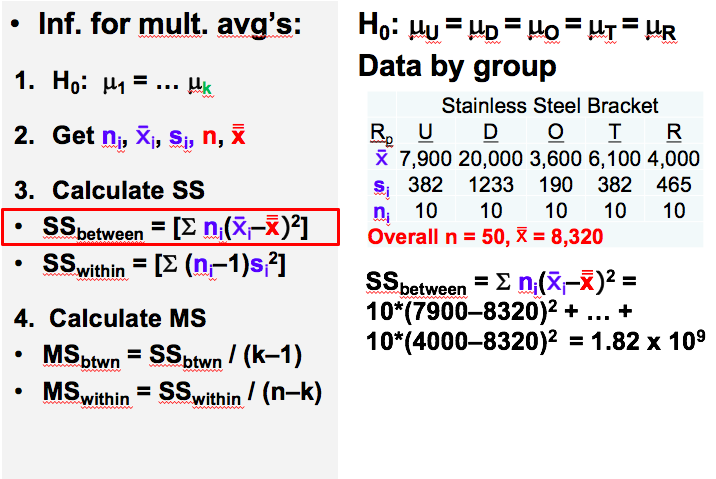 • Inf. for mult. avg's:
1. H₀: μ₁ = … μₖ
2. Get nᵢ, x̄ᵢ, sᵢ, n, x̿
3. Calculate SS
• SSbetween = [Σ nᵢ(x̄ᵢ–x̿)²]
• SSwithin = [Σ (nᵢ–1)sᵢ²]
4. Calculate MS
• MSbtwn = SSbtwn / (k–1)
• MSwithin = SSwithin / (n–k)
H₀: μU = μD = μO = μT = μR
Data by group
Stainless Steel Bracket
RD U D O T R
x̄ 7,900 20,000 3,600 6,100 4,000
sᵢ 382 1233 190 382 465
nᵢ 10 10 10 10 10
Overall n = 50, x̿ = 8,320
SSbetween = Σ nᵢ(x̄ᵢ–x̿)² =
10*(7900–8320)² + … +
10*(4000–8320)² = 1.82 x 10⁹